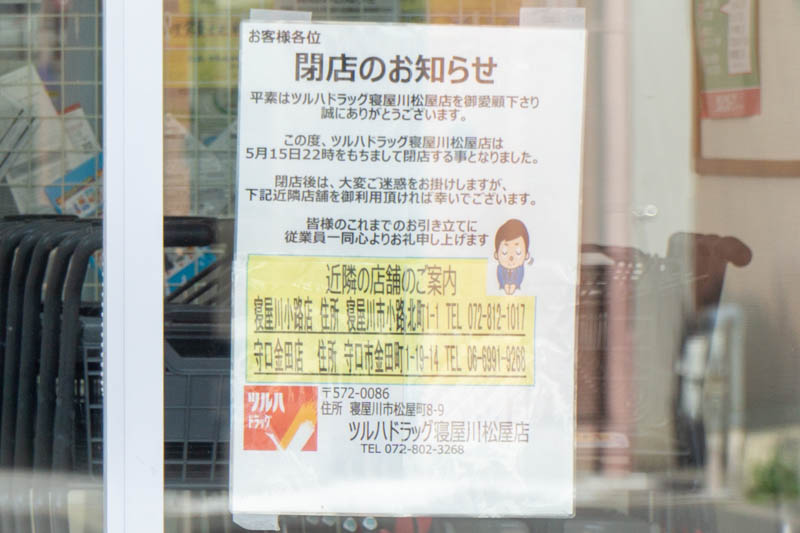 お客様各位
閉店のお知らせ
平素はツルハドラッグ寝屋川松屋店を御愛顧下さり
誠にありがとうございます。
この度、ツルハドラッグ寝屋川松屋店は
5月15日22時をもちまして閉店する事となりました。
閉店後は、大変ご迷惑をお掛けしますが、
下記近隣店舗を御利用頂ければ幸いでございます。
皆様のこれまでのお引き立てに
従業員一同心よりお礼申し上げます
近隣の店舗のご案内
寝屋川小路店 住所 寝屋川市小路北町1-1 TEL 072-812-1017
守口金田店 住所 守口市金田町1-19-14 TEL 06-6991-9268
ツルハ
ドラッグ
〒572-0086
住所 寝屋川市松屋町8-9
ツルハドラッグ寝屋川松屋店
TEL 072-802-3268